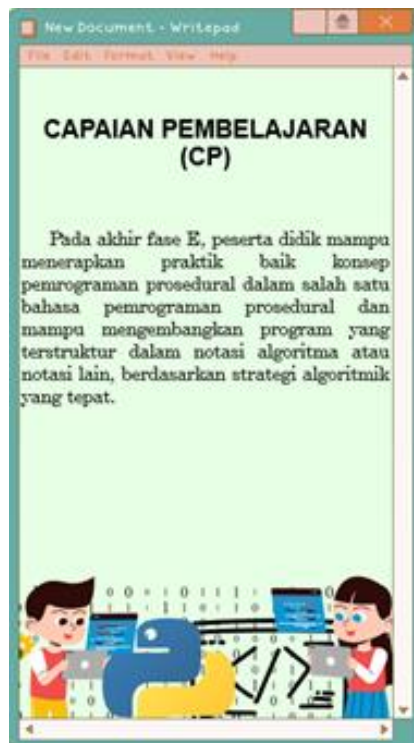 New Document - Writepad
File Edit Format View Help
CAPAIAN PEMBELAJARAN
(CP)
Pada akhir fase E, peserta didik mampu
menerapkan praktik baik konsep
pemrograman prosedural dalam salah satu
bahasa pemrograman prosedural dan
mampu mengembangkan program yang
terstruktur dalam notasi algoritma atau
notasi lain, berdasarkan strategi algoritmik
yang tepat.